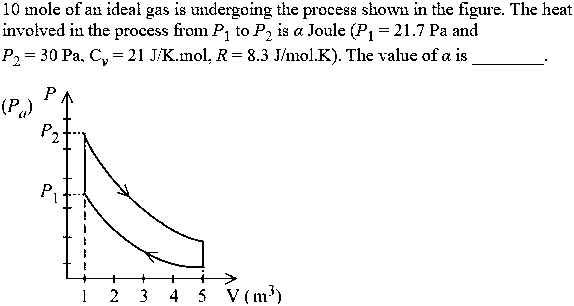 10 mole of an ideal gas is undergoing the process shown in the figure. The heat
involved in the process from P₁ to P₂ is α Joule (P₁ = 21.7 Pa and
P₂ = 30 Pa, Cᵥ = 21 J/K.mol, R = 8.3 J/mol.K). The value of α is ________.
P
(Pₐ)
P₂
P₁
1 2 3 4 5 V (m³)